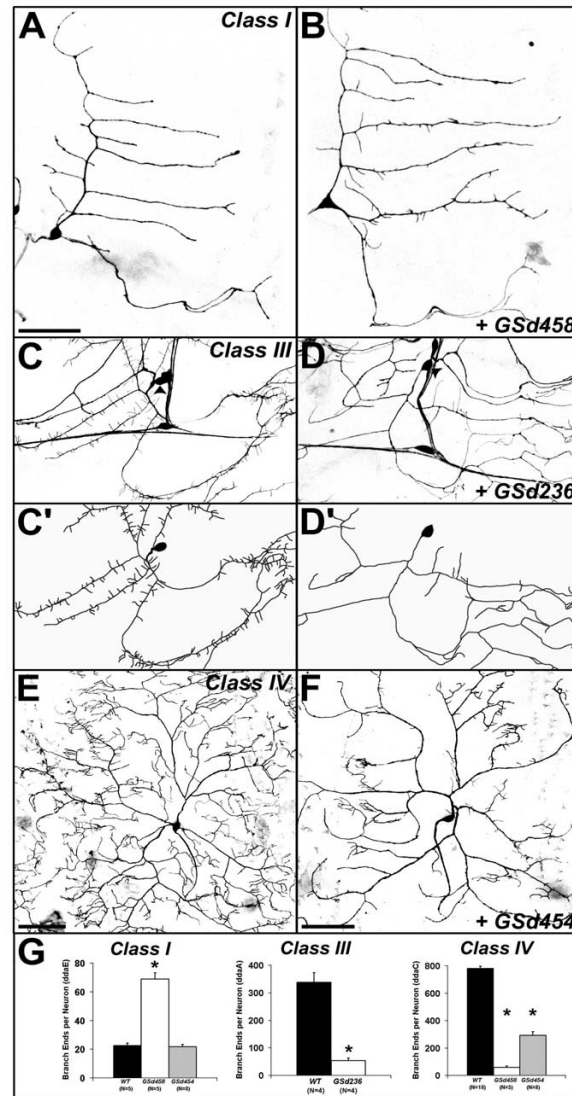 A Class I
B
+ GSd458
C Class III
D
+ GSd236
C'
D'
E Class IV
F
+ GSd454
G
Class I
Class III
Class IV
Branch Ends per Neuron (ddaE)
80
60
40
20
0
*
WT
(N=5)
GSd458
(N=5)
GSd454
(N=8)
Branch Ends per Neuron (ddaA)
400
300
200
100
0
*
WT
(N=4)
GSd236
(N=4)
Branch Ends per Neuron (ddaC)
800
600
400
200
0
*
*
WT
(N=18)
GSd458
(N=5)
GSd454
(N=8)